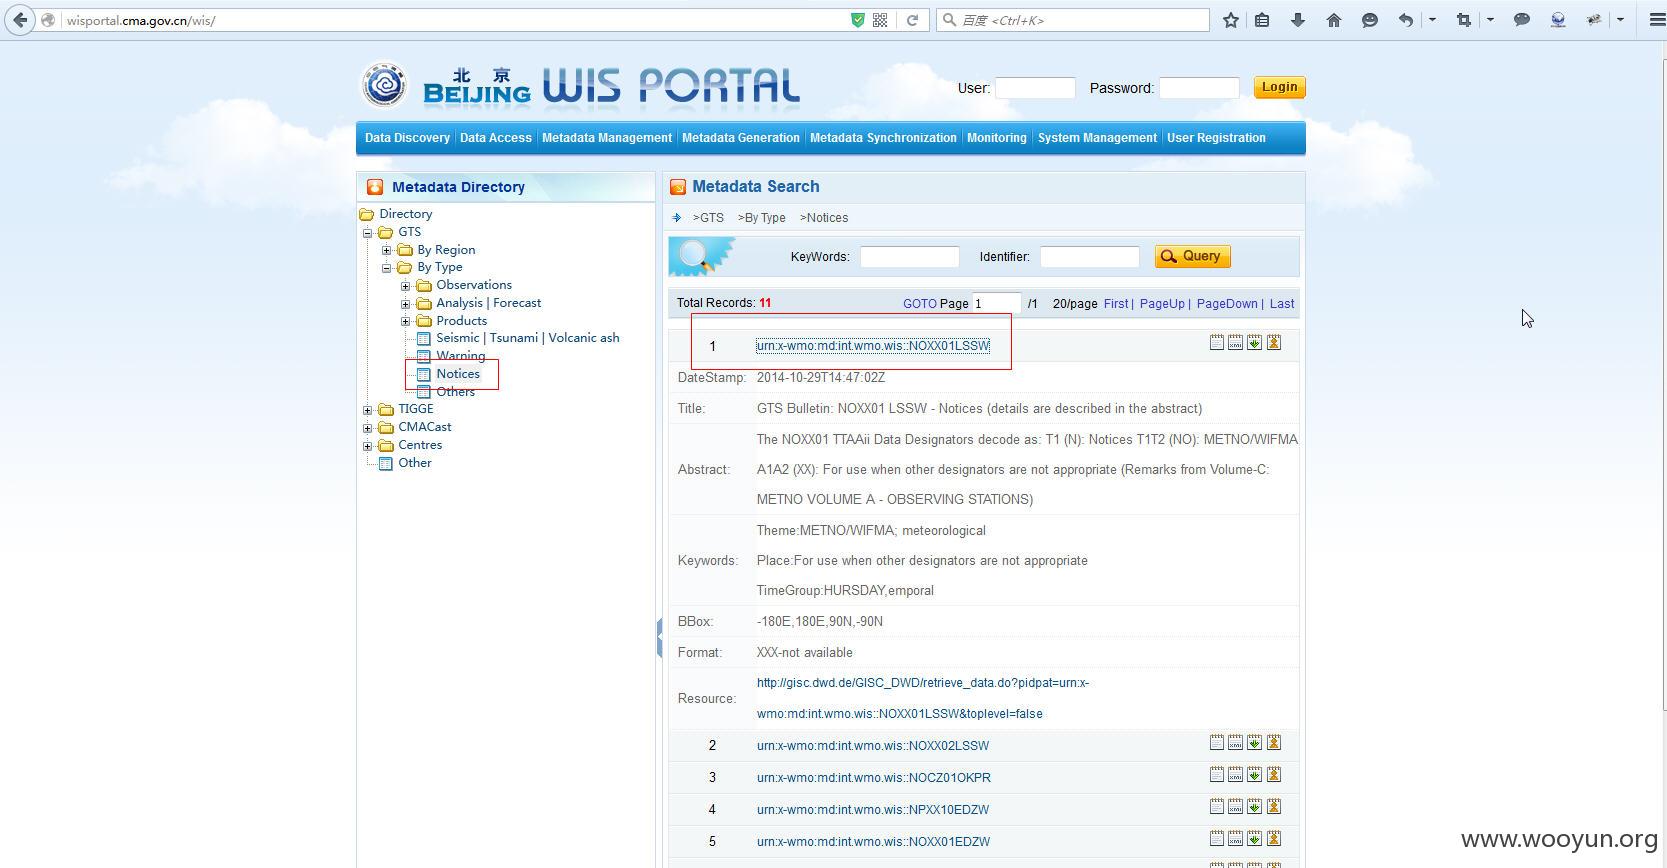 wisportal.cma.gov.cn/wis/
百度 <Ctrl+K>
北京
BEIJING WIS PORTAL
User: Password: Login
Data Discovery Data Access Metadata Management Metadata Generation Metadata Synchronization Monitoring System Management User Registration
Metadata Directory
Directory
GTS
By Region
By Type
Observations
Analysis | Forecast
Products
Seismic | Tsunami | Volcanic ash
Warning
Notices
Others
TIGGE
CMACast
Centres
Other
Metadata Search
>GTS >By Type >Notices
KeyWords: Identifier: Query
Total Records: 11 GOTO Page 1 /1 20/page First | PageUp | PageDown | Last
1 urn:x-wmo:md:int.wmo.wis::NOXX01LSSW
DateStamp: 2014-10-29T14:47:02Z
Title: GTS Bulletin: NOXX01 LSSW - Notices (details are described in the abstract)
The NOXX01 TTAAii Data Designators decode as: T1 (N): Notices T1T2 (NO): METNO/WIFMA
Abstract: A1A2 (XX): For use when other designators are not appropriate (Remarks from Volume-C:
METNO VOLUME A - OBSERVING STATIONS)
Theme:METNO/WIFMA; meteorological
Keywords: Place:For use when other designators are not appropriate
TimeGroup:HURSDAY,emporal
BBox: -180E,180E,90N,-90N
Format: XXX-not available
Resource: http://gisc.dwd.de/GISC_DWD/retrieve_data.do?pidpat=urn:x-
wmo:md:int.wmo.wis::NOXX01LSSW&toplevel=false
2 urn:x-wmo:md:int.wmo.wis::NOXX02LSSW
3 urn:x-wmo:md:int.wmo.wis::NOCZ01OKPR
4 urn:x-wmo:md:int.wmo.wis::NPXX10EDZW
5 urn:x-wmo:md:int.wmo.wis::NOXX01EDZW
www.wooyun.org